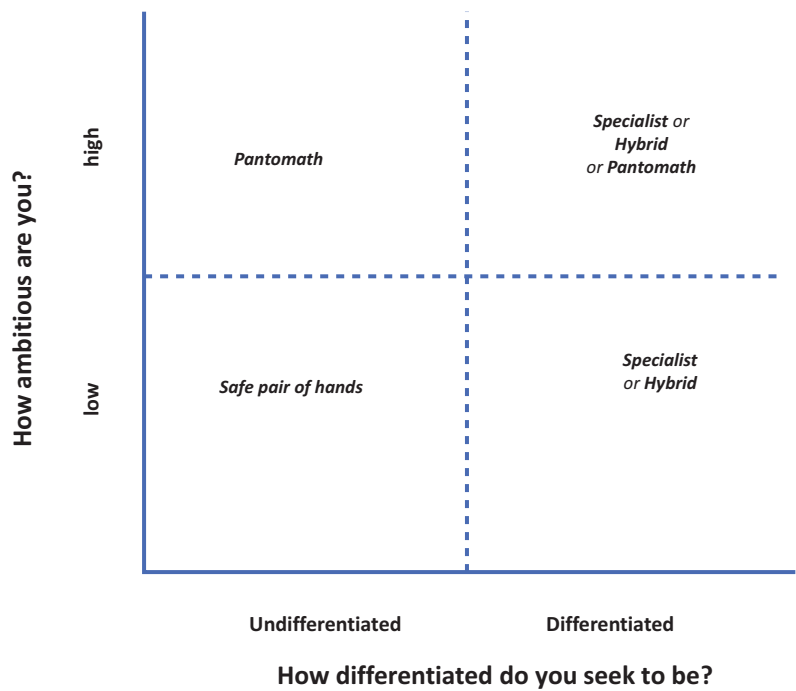 How ambitious are you?
high
low
Pantomath
Specialist or
Hybrid
or Pantomath
Safe pair of hands
Specialist
or Hybrid
Undifferentiated
Differentiated
How differentiated do you seek to be?